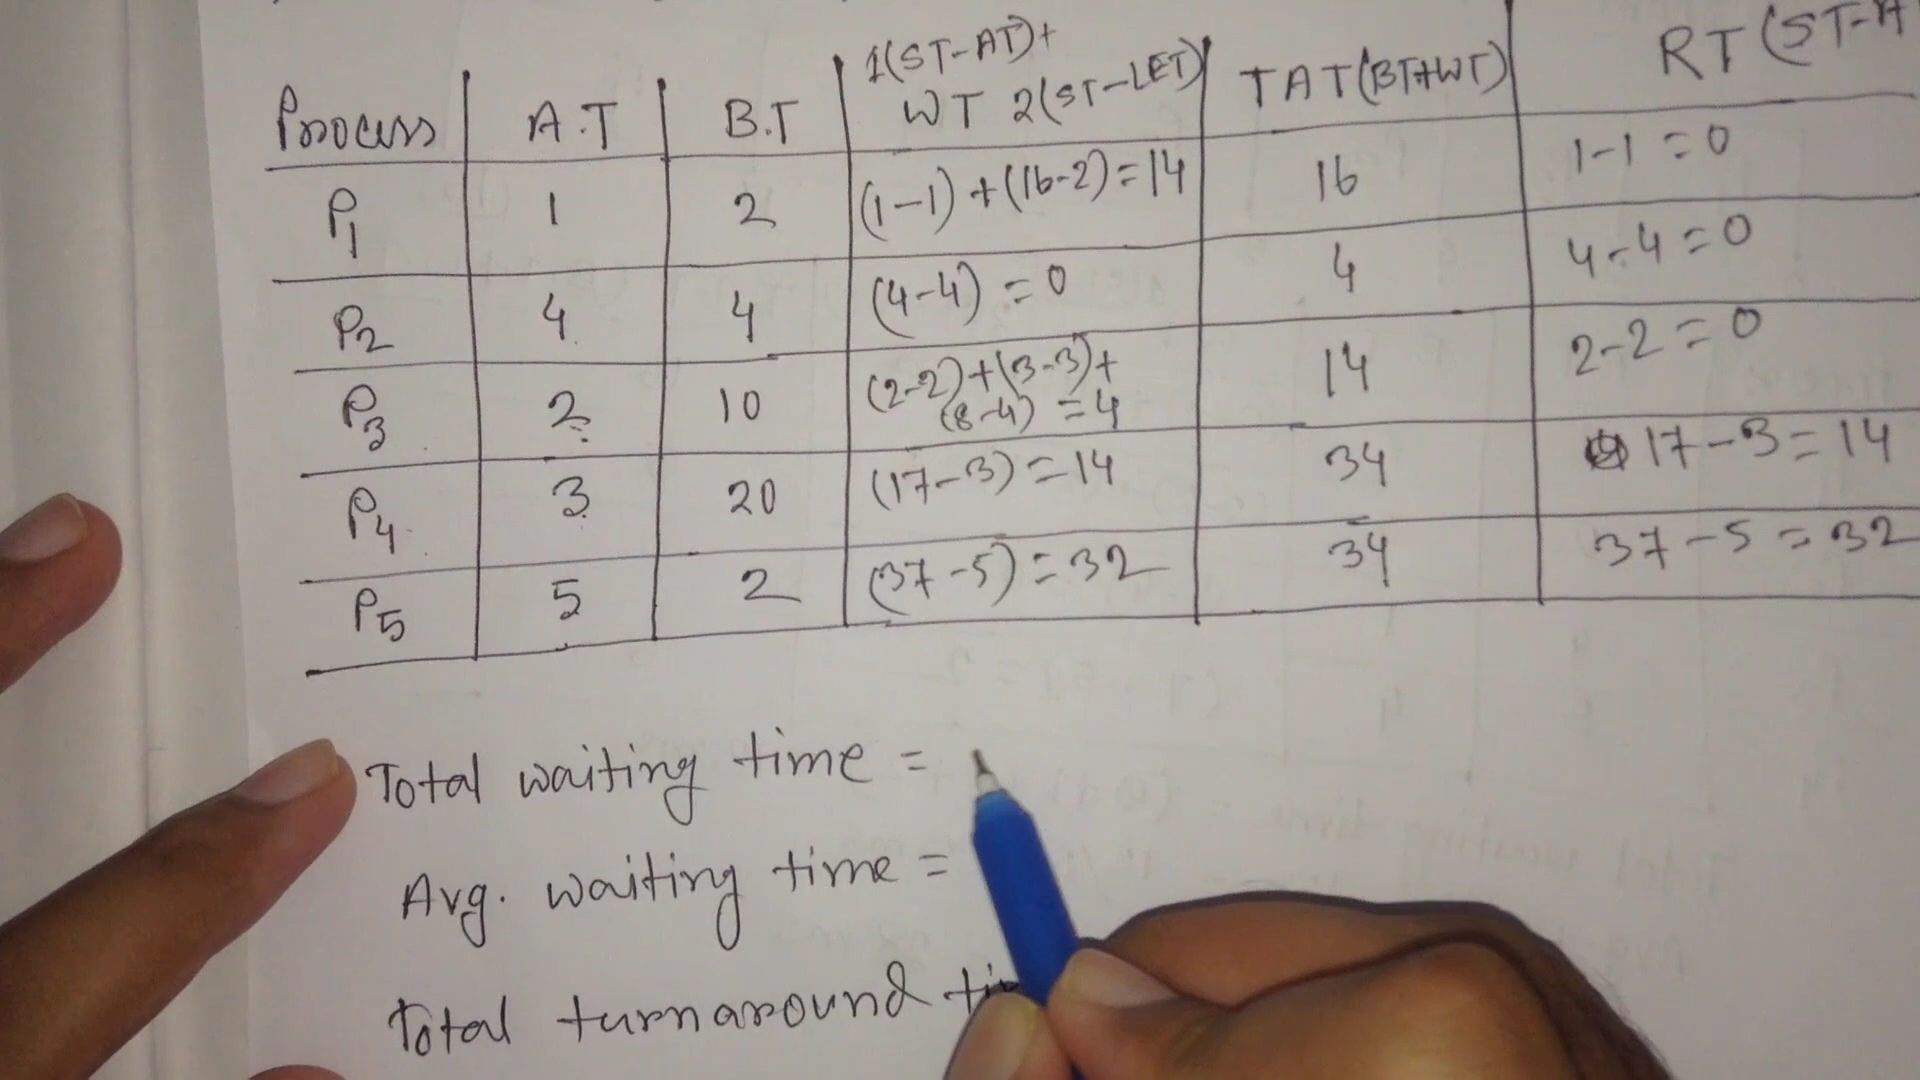 1(ST-AT)+
Process A.T B.T WT 2(ST-LET) TAT(BT+WT) RT(ST-A
P1 1 2 (1-1)+(16-2)=14 16 1-1=0
P2 4 4 (4-4)=0 4 4-4=0
P3 2 10 (2-2)+(3-3)+ 14 2-2=0
(8-4) =4
P4 3 20 (17-3)=14 34 17-3=14
P5 5 2 (37-5)=32 34 37-5=32
Total waiting time =
Avg. waiting time =
Total turnaround